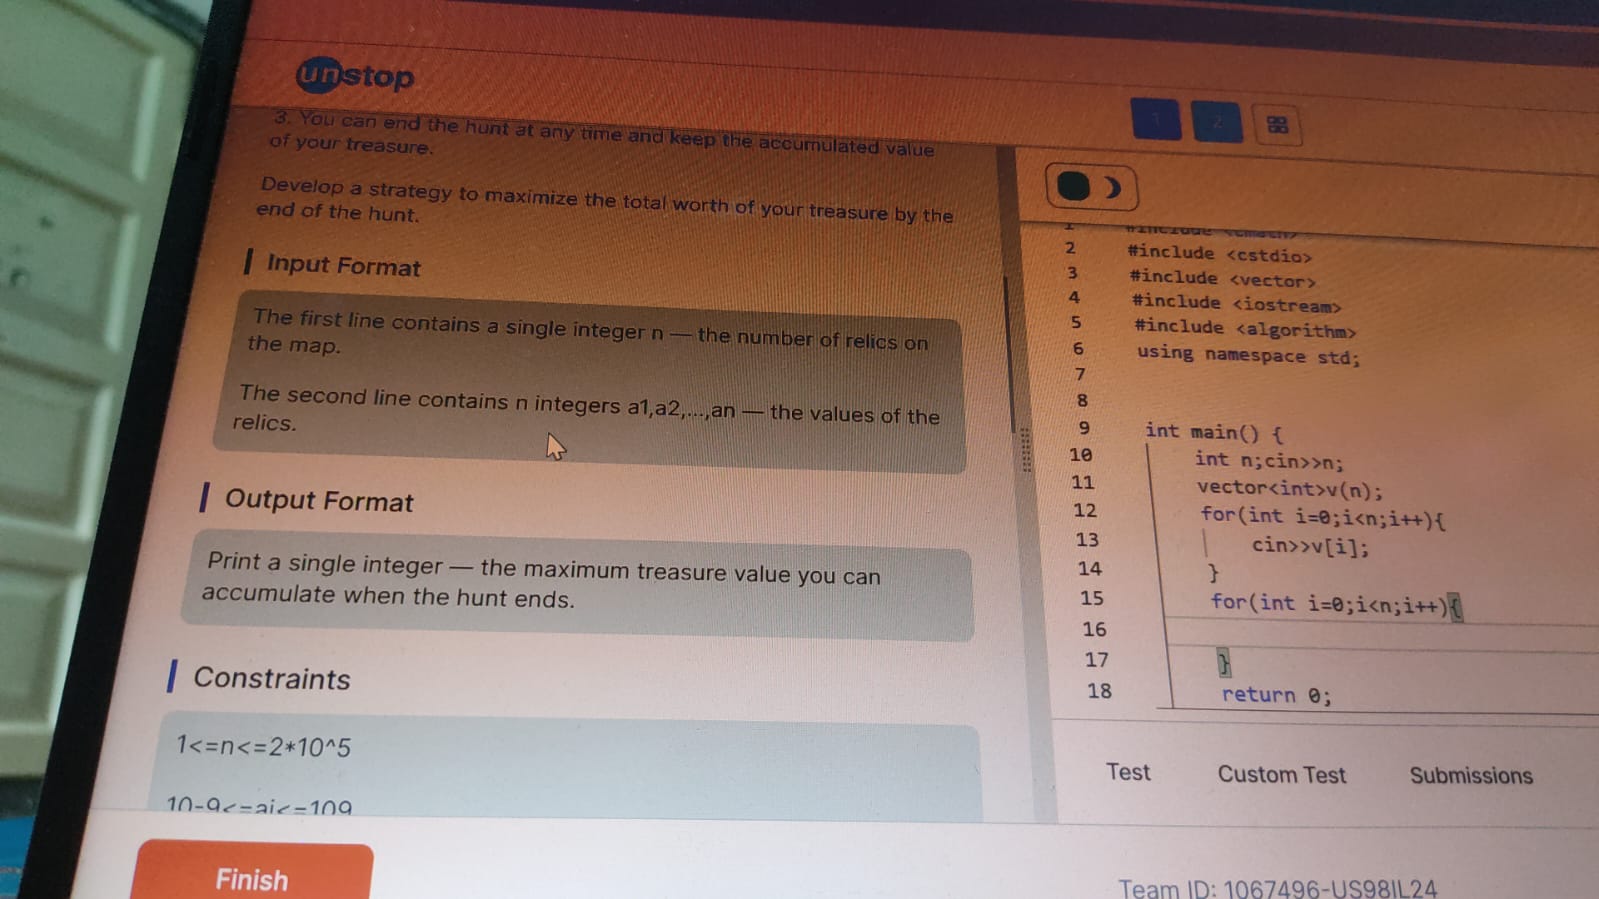 unstop
1
2
3. You can end the hunt at any time and keep the accumulated value
of your treasure.
Develop a strategy to maximize the total worth of your treasure by the
end of the hunt.
Input Format
The first line contains a single integer n — the number of relics on
the map.
The second line contains n integers a1,a2,...,an — the values of the
relics.
Output Format
Print a single integer — the maximum treasure value you can
accumulate when the hunt ends.
Constraints
1<=n<=2*10^5
10-9<=ai<=109
Finish
1 #include <cmath>
2 #include <cstdio>
3 #include <vector>
4 #include <iostream>
5 #include <algorithm>
6 using namespace std;
7
8
9 int main() {
10 int n;cin>>n;
11 vector<int>v(n);
12 for(int i=0;i<n;i++){
13 cin>>v[i];
14 }
15 for(int i=0;i<n;i++){
16
17 }
18 return 0;
Test Custom Test Submissions
Team ID: 1067496-US98IL24